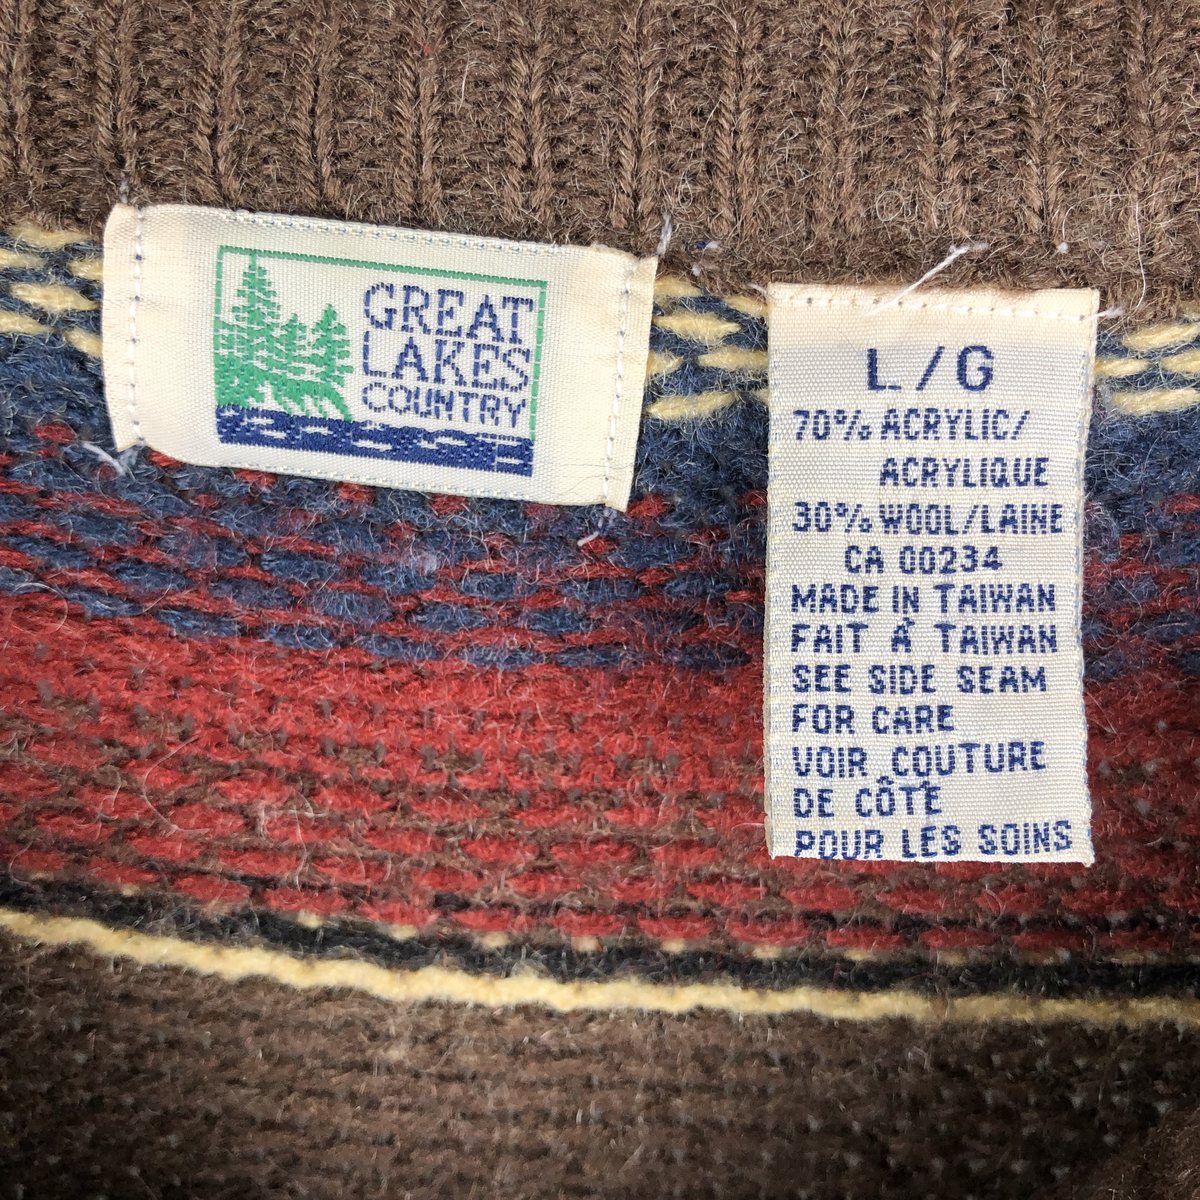 GREAT
LAKES
COUNTRY
L/G
70% ACRYLIC/
ACRYLIQUE
30% WOOL/LAINE
CA 00234
MADE IN TAIWAN
FAIT À TAIWAN
SEE SIDE SEAM
FOR CARE
VOIR COUTURE
DE CÔTE
POUR LES SOINS